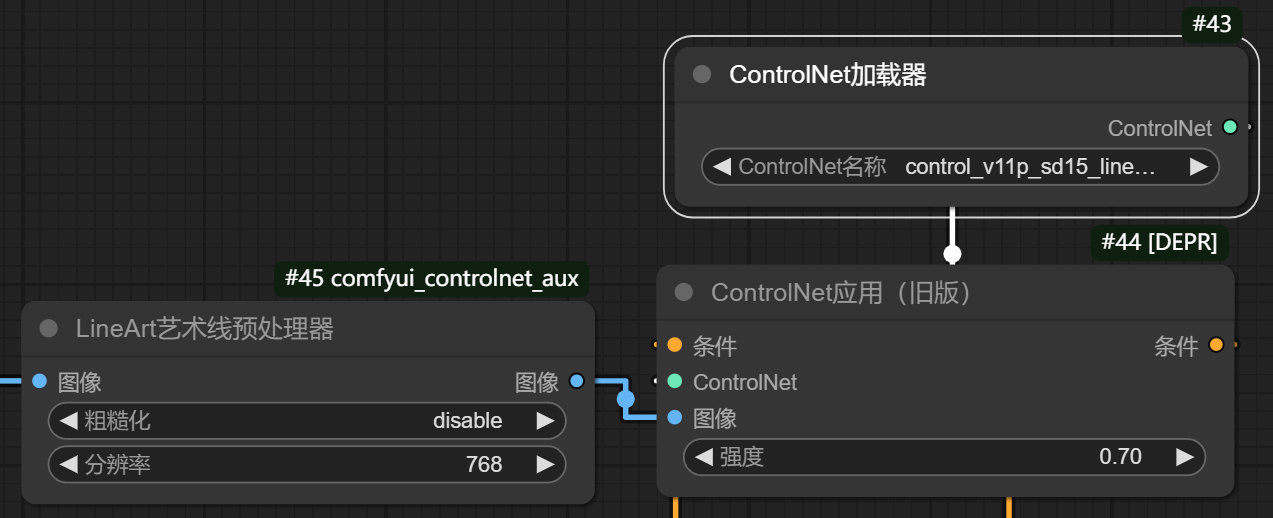 #43
ControlNet加载器
ControlNet
ControlNet名称 control_v11p_sd15_line...
#44 [DEPR]
ControlNet应用（旧版）
条件 条件
ControlNet
图像
强度 0.70
#45 comfyui_controlnet_aux
LineArt艺术线预处理器
图像 图像
粗糙化 disable
分辨率 768